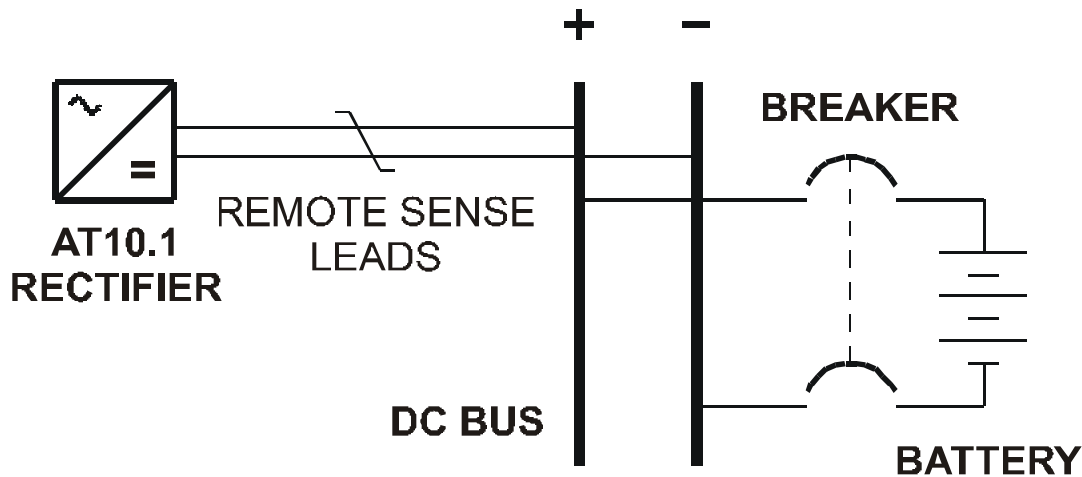 + −
BREAKER
REMOTE SENSE
LEADS
AT10.1
RECTIFIER
DC BUS
BATTERY